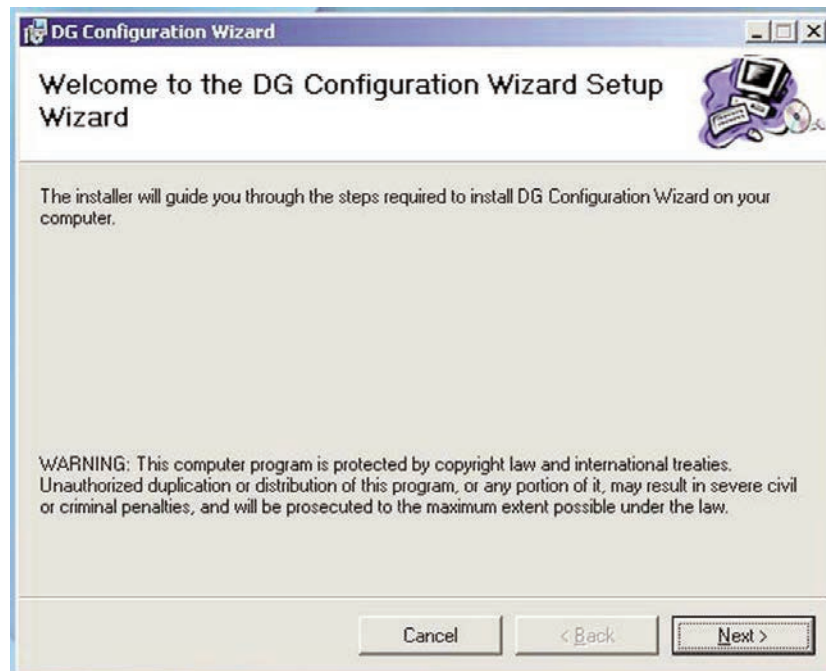 DG Configuration Wizard
Welcome to the DG Configuration Wizard Setup
Wizard
The installer will guide you through the steps required to install DG Configuration Wizard on your
computer.
WARNING: This computer program is protected by copyright law and international treaties.
Unauthorized duplication or distribution of this program, or any portion of it, may result in severe civil
or criminal penalties, and will be prosecuted to the maximum extent possible under the law.
Cancel
< Back
Next >